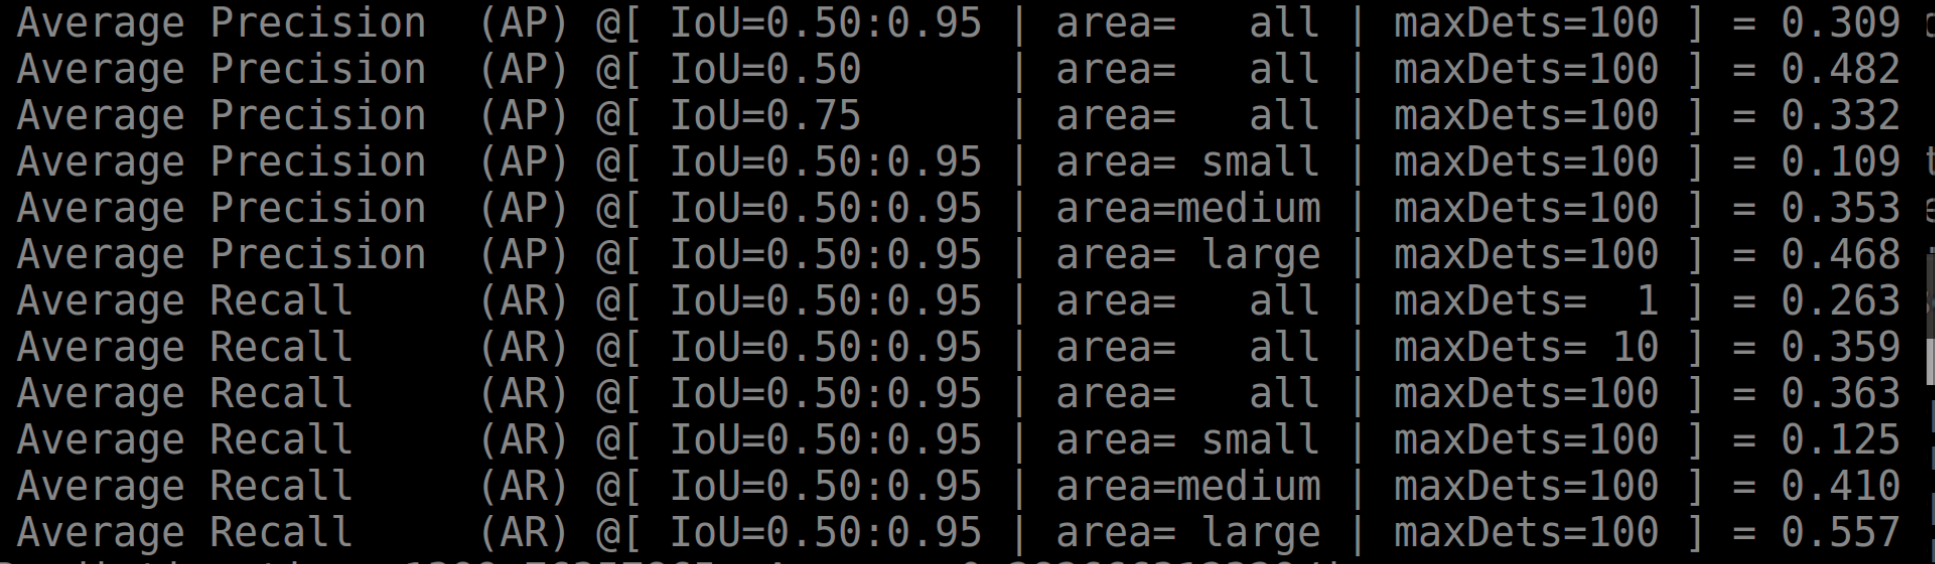 Average Precision  (AP) @[ IoU=0.50:0.95 | area=   all | maxDets=100 ] = 0.309
Average Precision  (AP) @[ IoU=0.50      | area=   all | maxDets=100 ] = 0.482
Average Precision  (AP) @[ IoU=0.75      | area=   all | maxDets=100 ] = 0.332
Average Precision  (AP) @[ IoU=0.50:0.95 | area= small | maxDets=100 ] = 0.109
Average Precision  (AP) @[ IoU=0.50:0.95 | area=medium | maxDets=100 ] = 0.353
Average Precision  (AP) @[ IoU=0.50:0.95 | area= large | maxDets=100 ] = 0.468
Average Recall     (AR) @[ IoU=0.50:0.95 | area=   all | maxDets=  1 ] = 0.263
Average Recall     (AR) @[ IoU=0.50:0.95 | area=   all | maxDets= 10 ] = 0.359
Average Recall     (AR) @[ IoU=0.50:0.95 | area=   all | maxDets=100 ] = 0.363
Average Recall     (AR) @[ IoU=0.50:0.95 | area= small | maxDets=100 ] = 0.125
Average Recall     (AR) @[ IoU=0.50:0.95 | area=medium | maxDets=100 ] = 0.410
Average Recall     (AR) @[ IoU=0.50:0.95 | area= large | maxDets=100 ] = 0.557